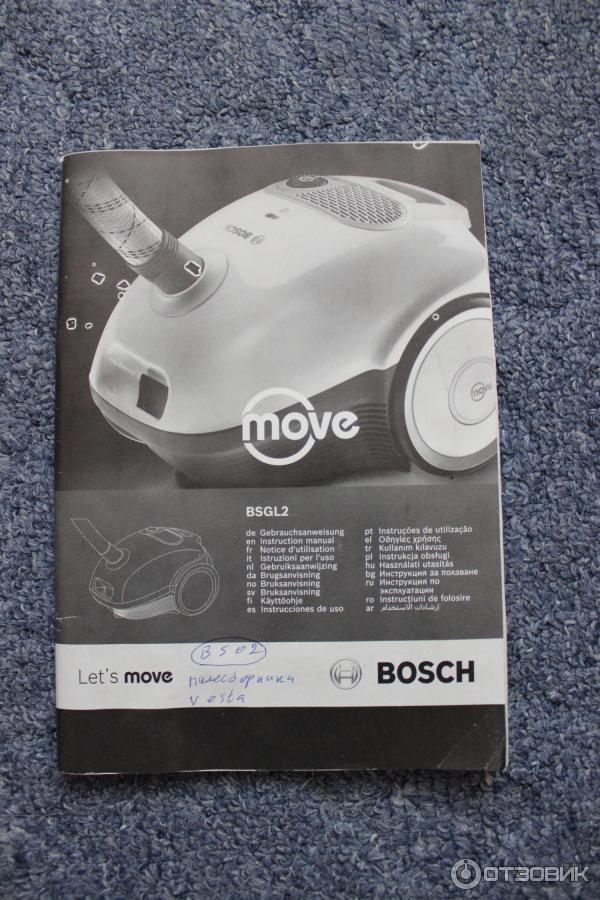 BOSCH
move
move
BSGL2
de Gebrauchsanweisung
en Instruction manual
fr Notice d'utilisation
it Istruzioni per l'uso
nl Gebruiksaanwijzing
da Brugsanvisning
no Bruksanvisning
sv Bruksanvisning
fi Käyttöohje
es Instrucciones de uso
pt Instruções de utilização
el Οδηγίες χρήσης
tr Kullanım kılavuzu
pl Instrukcja obsługi
hu Használati utasítás
bg Инструкция за ползване
ru Инструкция по
эксплуатации
ro Instrucţiuni de folosire
ar إرشادات الاستخدام
Let's move
BS02
пылесборники
Vesta
BOSCH
ОТЗОВИК